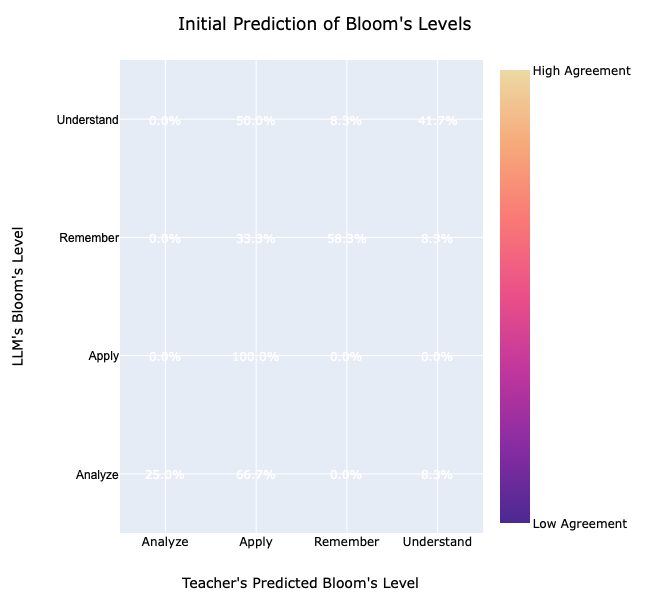 Initial Prediction of Bloom's Levels
High Agreement
Understand 0.0% 50.0% 8.3% 41.7%
Remember 0.0% 33.3% 58.3% 8.3%
LLM's Bloom's Level
Apply 0.0% 100.0% 0.0% 0.0%
Analyze 25.0% 66.7% 0.0% 8.3%
Low Agreement
Analyze Apply Remember Understand
Teacher's Predicted Bloom's Level